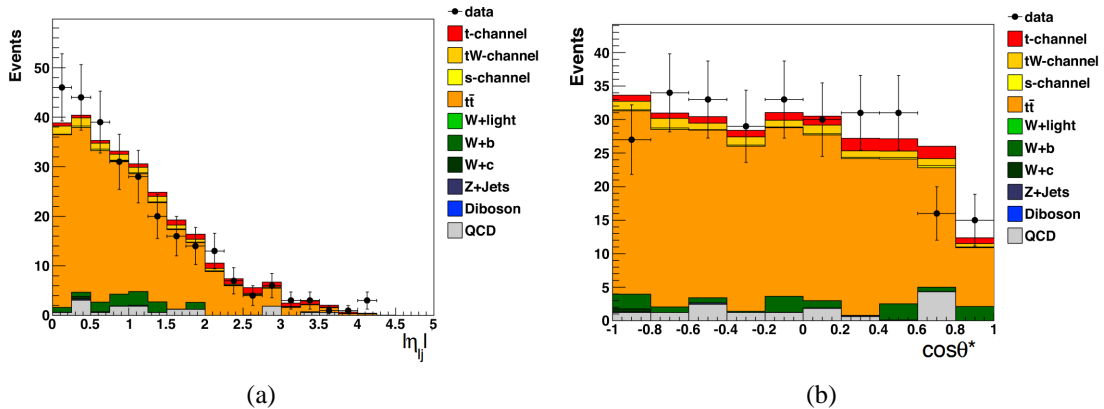 Events
50
40
30
20
10
0
0 0.5 1 1.5 2 2.5 3 3.5 4 4.5 5
|η_lj|
data
t-channel
tW-channel
s-channel
tt̄
W+light
W+b
W+c
Z+Jets
Diboson
QCD
(a)
Events
40
35
30
25
20
15
10
5
0
-1 -0.8 -0.6 -0.4 -0.2 0 0.2 0.4 0.6 0.8 1
cosθ*
data
t-channel
tW-channel
s-channel
tt̄
W+light
W+b
W+c
Z+Jets
Diboson
QCD
(b)